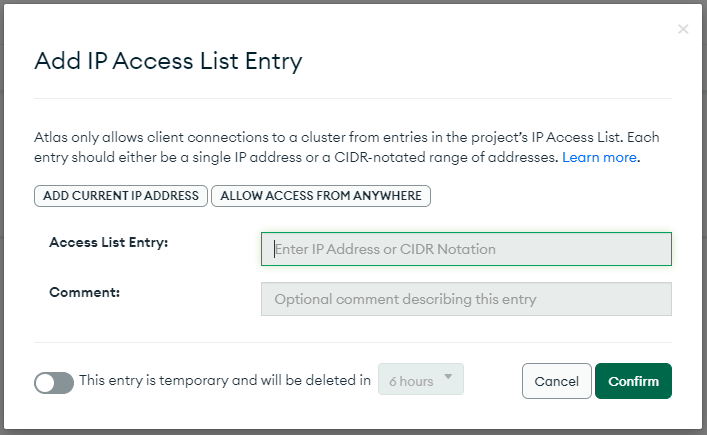 ×
Add IP Access List Entry
Atlas only allows client connections to a cluster from entries in the project's IP Access List. Each
entry should either be a single IP address or a CIDR-notated range of addresses. Learn more.
ADD CURRENT IP ADDRESS ALLOW ACCESS FROM ANYWHERE
Access List Entry: Enter IP Address or CIDR Notation
Comment: Optional comment describing this entry
This entry is temporary and will be deleted in 6 hours Cancel Confirm